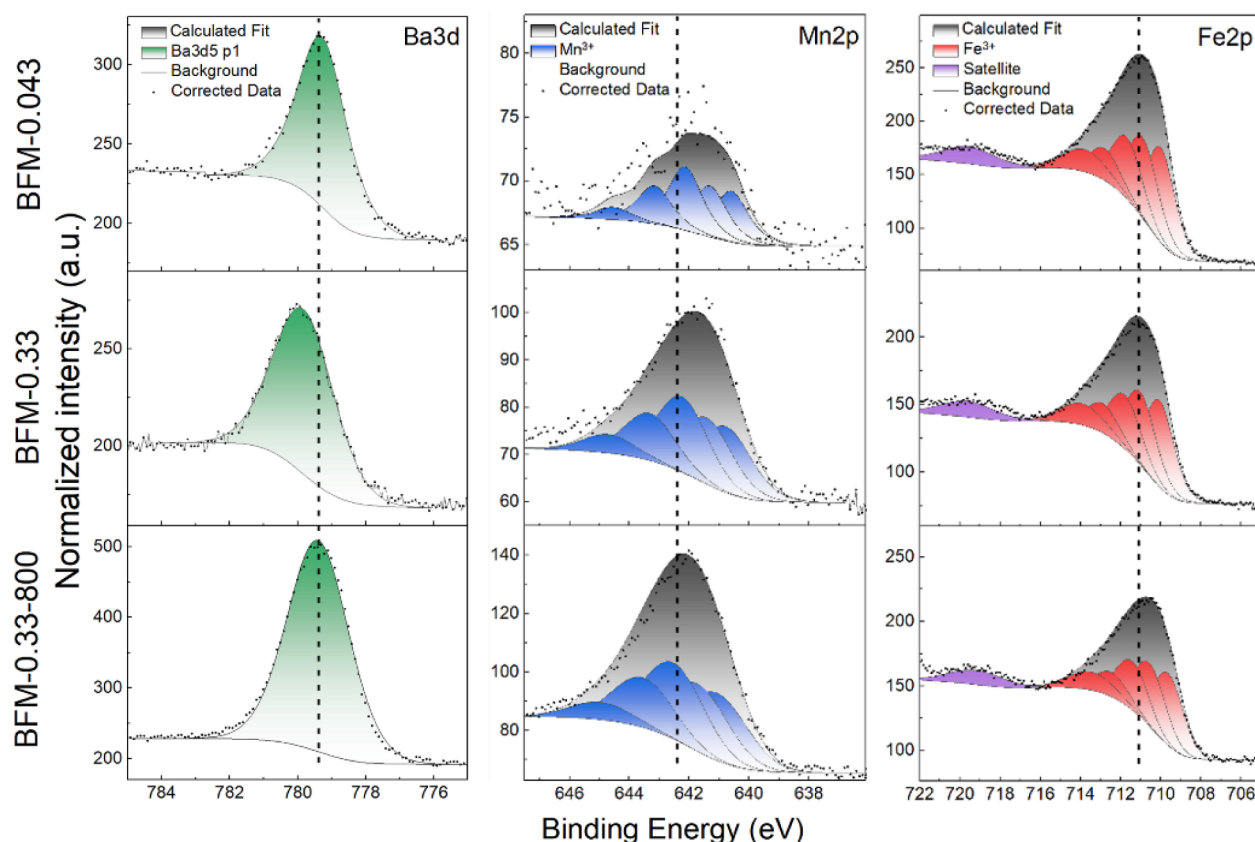 BFM-0.043
BFM-0.33
BFM-0.33-800
Normalized intensity (a.u.)
Calculated Fit
Ba3d5 p1
Background
Corrected Data
Ba3d
300
250
200
250
200
500
400
300
200
784 782 780 778 776
Calculated Fit
Mn³⁺
Background
Corrected Data
Mn2p
80
75
70
65
100
90
80
70
60
140
120
100
80
646 644 642 640 638
Calculated Fit
Fe³⁺
Satellite
Background
Corrected Data
Fe2p
250
200
150
100
200
150
100
250
200
150
100
722 720 718 716 714 712 710 708 706
Binding Energy (eV)